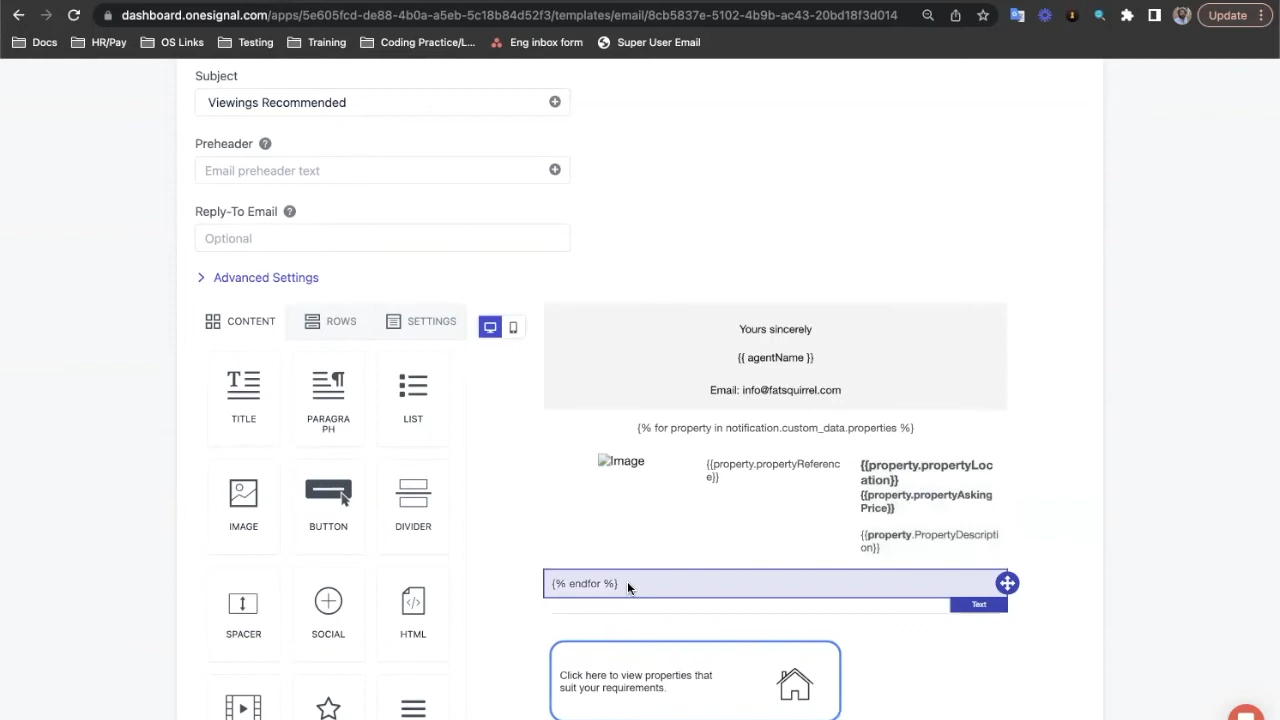 dashboard.onesignal.com/apps/5e605fcd-de88-4b0a-a5eb-5c18b84d52f3/templates/email/8cb5837e-5102-4b9b-ac43-20bd18f3d014
Update
Docs
HR/Pay
OS Links
Testing
Training
Coding Practice/L...
Eng inbox form
Super User Email
Subject
Viewings Recommended
Preheader ?
Email preheader text
Reply-To Email ?
Optional
Advanced Settings
CONTENT
ROWS
SETTINGS
TITLE
PARAGRA
PH
LIST
IMAGE
BUTTON
DIVIDER
SPACER
SOCIAL
HTML
Yours sincerely
{{ agentName }}
Email: info@fatsquirrel.com
{% for property in notification.custom_data.properties %}
Image
{{property.propertyReferenc
e}}
{{property.propertyLoc
ation}}
{{property.propertyAsking
Price}}
{{property.PropertyDescripti
on}}
{% endfor %}
Text
Click here to view properties that
suit your requirements.